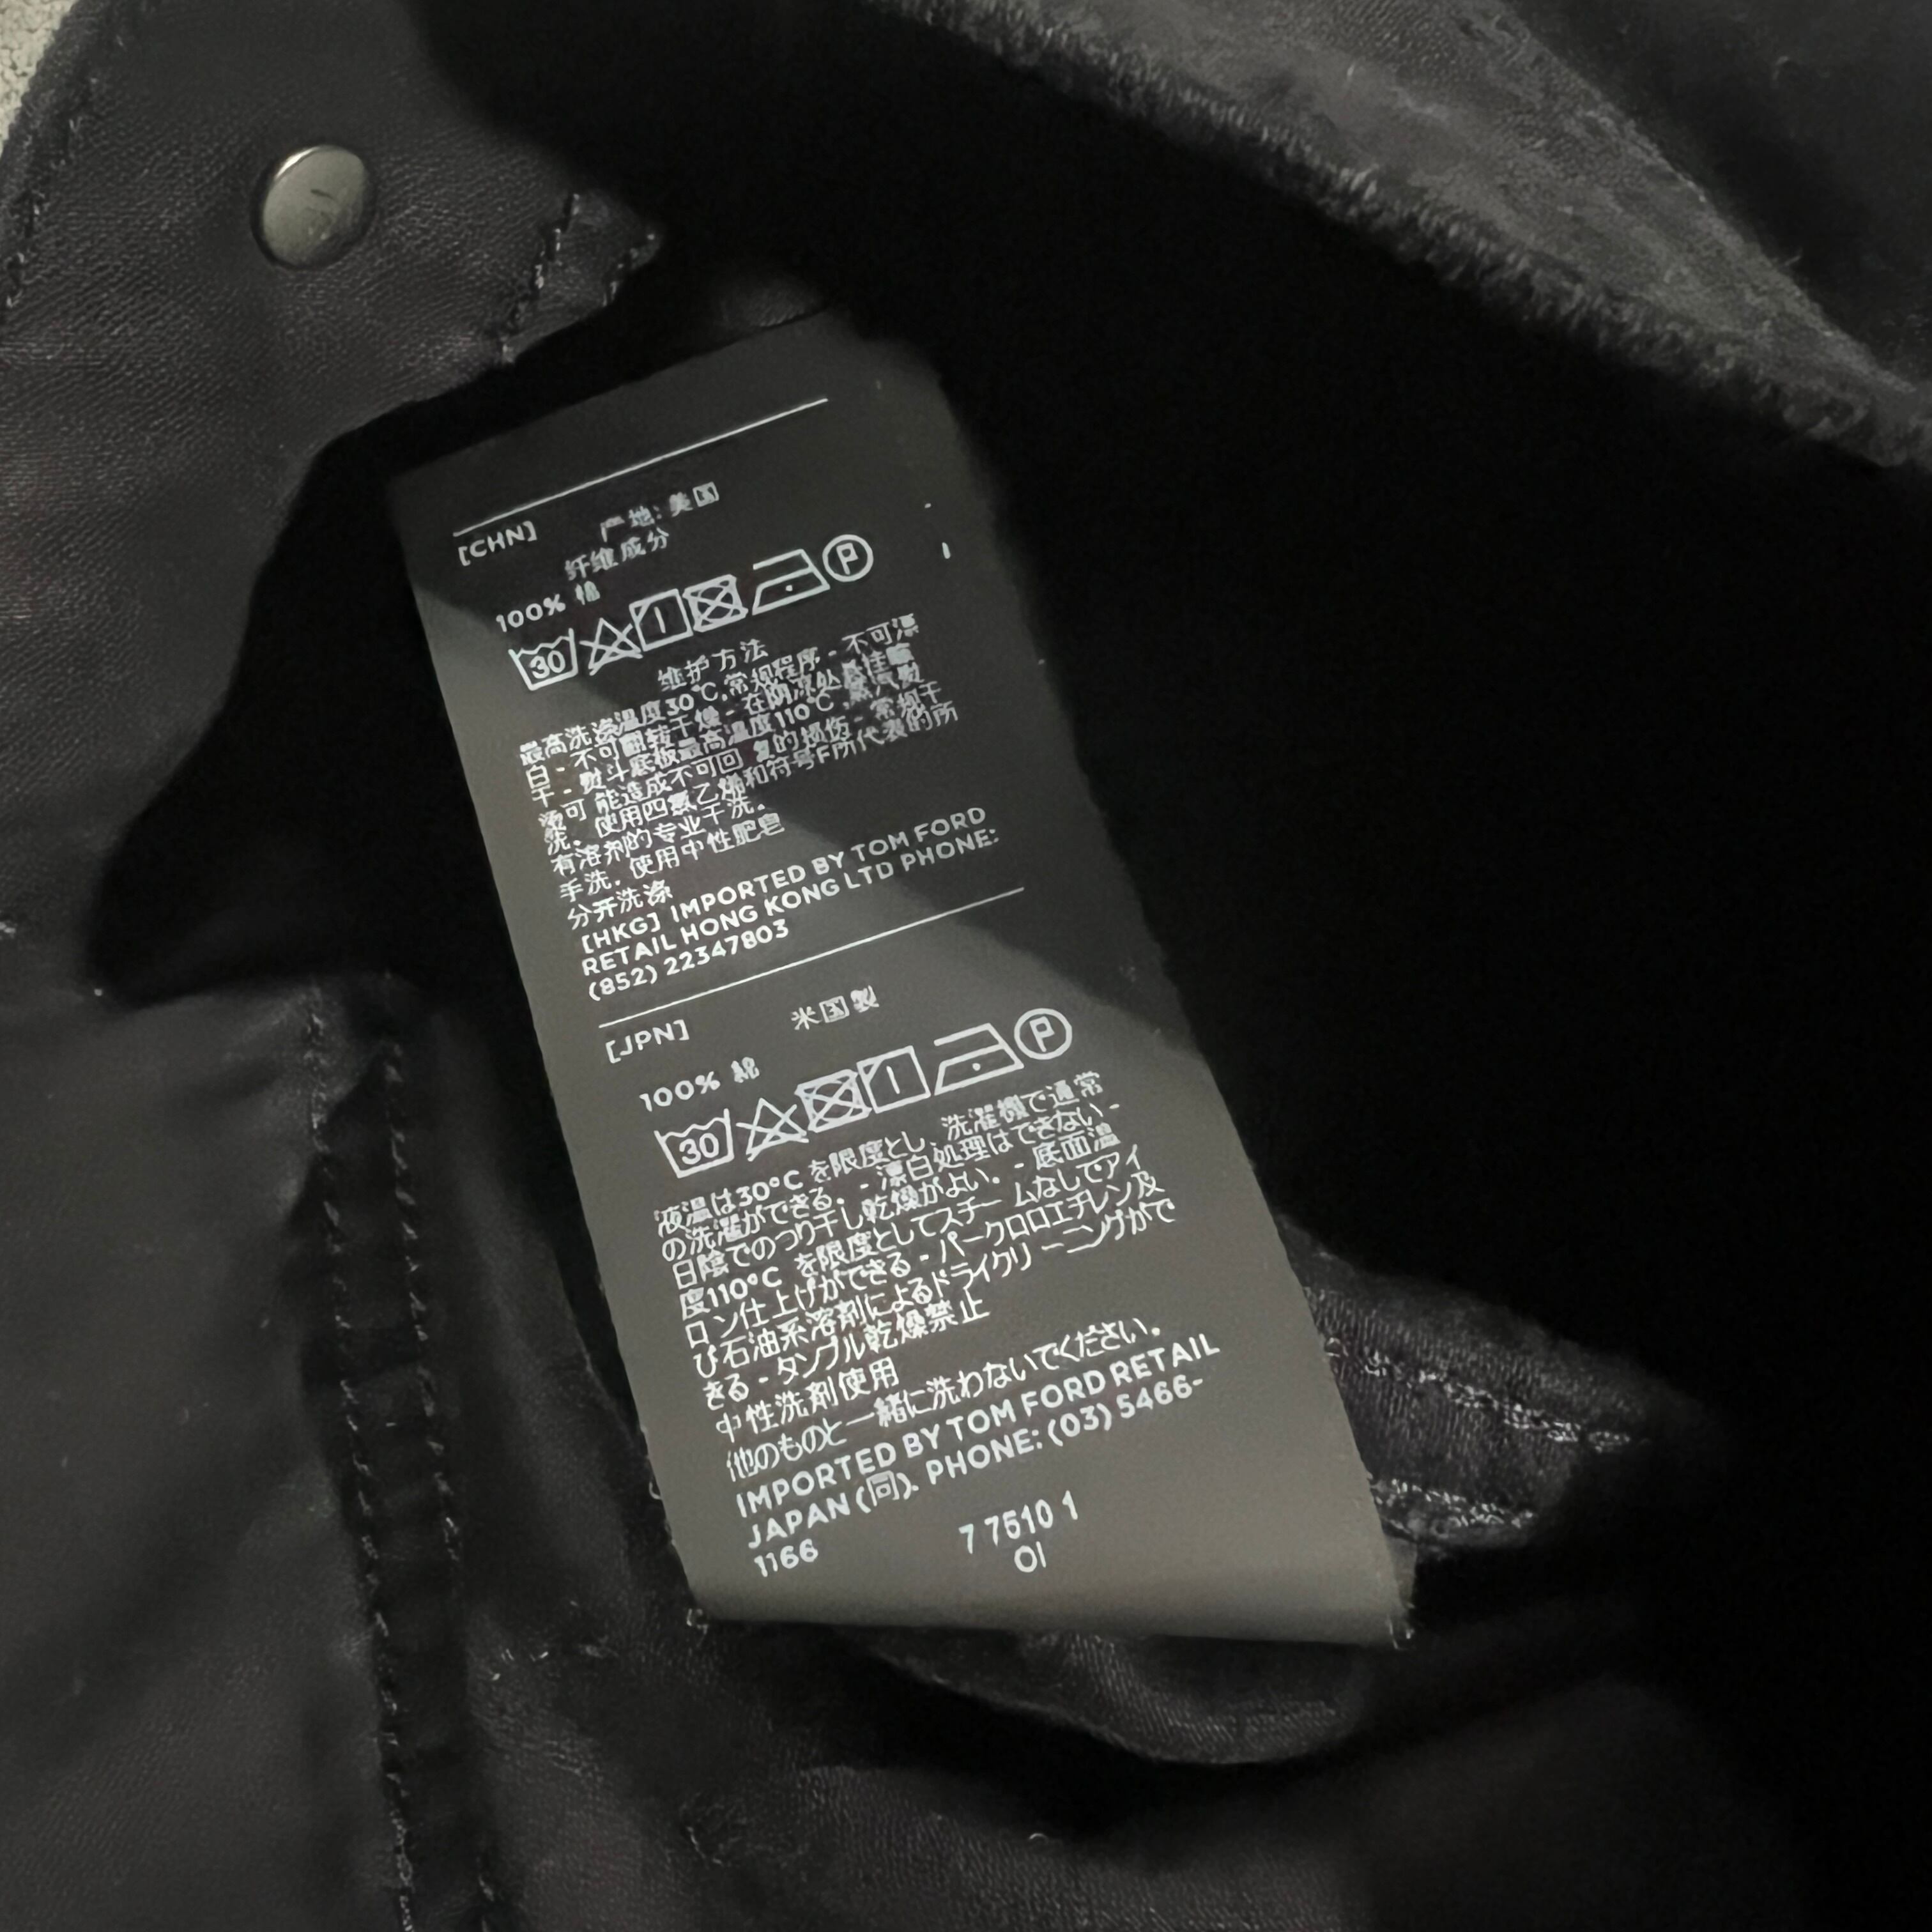 [CHN] 产地: 美国
纤维成分
100% 棉
30 P
维护方法
最高洗涤温度30°C,常规程序 - 不可漂
白 - 不可翻转干燥 - 在阴凉处悬挂晾
干 - 熨斗底板最高温度110°C,蒸汽熨
烫可 能造成不可回 复的损伤 - 常规干
洗、使用四氯乙烯和符号F所代表的所
有溶剂的专业干洗.
手洗. 使用中性肥皂
分开洗涤
[HKG] IMPORTED BY TOM FORD
RETAIL HONG KONG LTD PHONE:
(852) 22347803
[JPN] 米国製
100% 綿
30 P
液温は30°C を限度とし、洗濯機で通常
の洗濯ができる. - 漂白処理はできない -
日陰でのつり干し乾燥がよい. - 底面温
度110°C を限度としてスチー ムなしでアイ
ロン仕上げができる - パークロロエチレン及
び石油系溶剤によるドライクリ ーニングがで
きる - タンブル乾燥禁止
中性洗剤使用
他のものと一緒に洗わないでください.
IMPORTED BY TOM FORD RETAIL
JAPAN (同). PHONE: (03) 5466-
1166
7 7510 1
OI